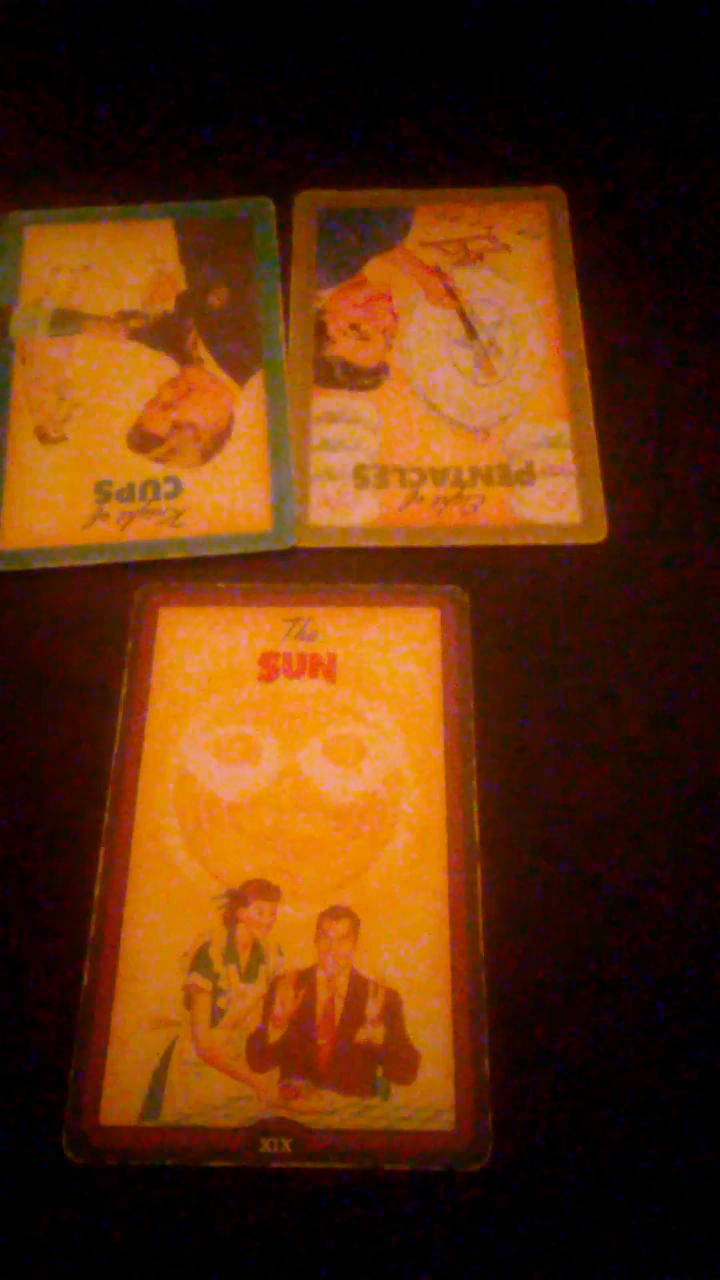 Knight of
CUPS
Eight of
PENTACLES
The
SUN
XIX